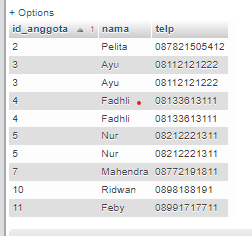 + Options
id_anggota 1 nama telp
2 Pelita 087821505412
3 Ayu 08112121222
3 Ayu 08112121222
4 Fadhli 08133613111
4 Fadhli 08133613111
5 Nur 08212221311
5 Nur 08212221311
7 Mahendra 08772191811
10 Ridwan 0898188191
11 Feby 08991717711